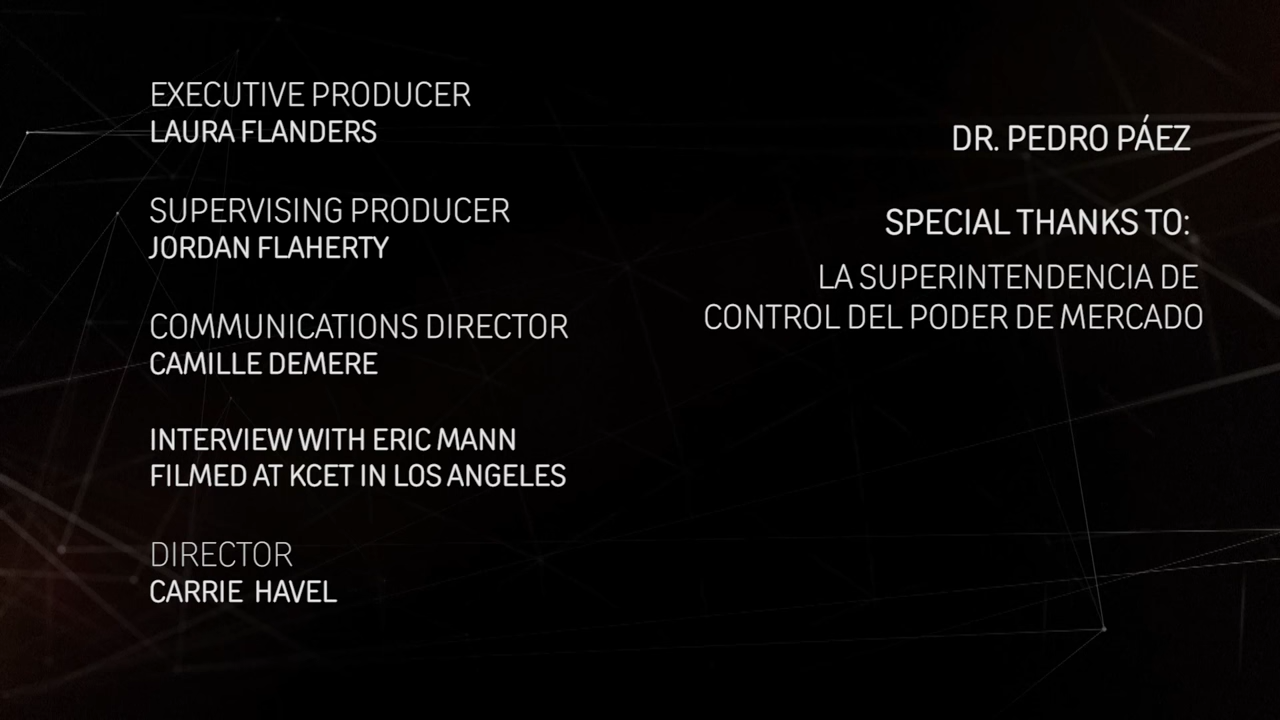 EXECUTIVE PRODUCER
LAURA FLANDERS
SUPERVISING PRODUCER
JORDAN FLAHERTY
COMMUNICATIONS DIRECTOR
CAMILLE DEMERE
INTERVIEW WITH ERIC MANN
FILMED AT KCET IN LOS ANGELES
DIRECTOR
CARRIE HAVEL
DR. PEDRO PÁEZ
SPECIAL THANKS TO:
LA SUPERINTENDENCIA DE
CONTROL DEL PODER DE MERCADO